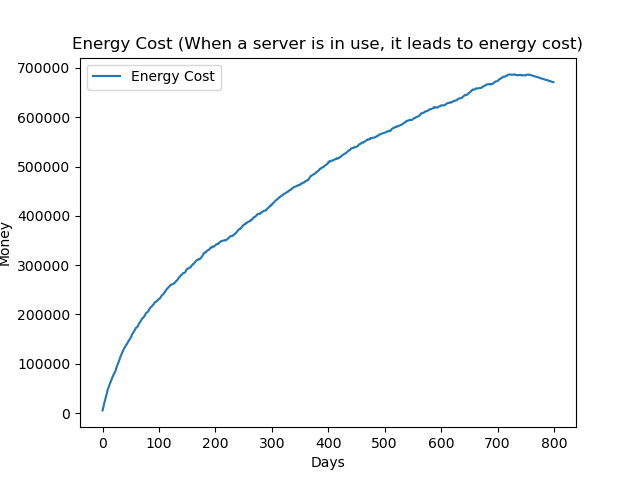 Energy Cost (When a server is in use, it leads to energy cost)
Energy Cost
700000
600000
500000
400000
300000
200000
100000
0
Money
0 100 200 300 400 500 600 700 800
Days